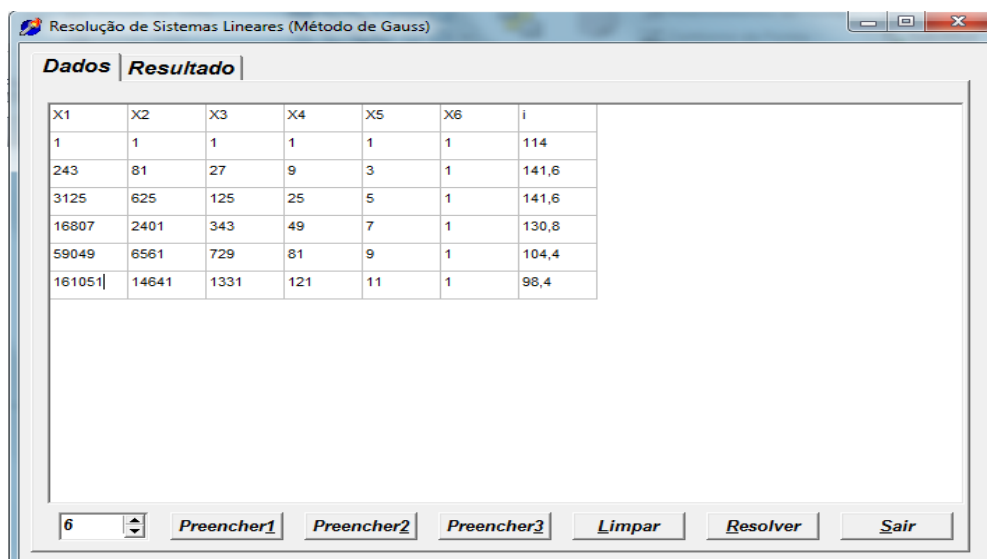 Resolução de Sistemas Lineares (Método de Gauss)
Dados Resultado
X1 X2 X3 X4 X5 X6 i
1 1 1 1 1 1 114
243 81 27 9 3 1 141,6
3125 625 125 25 5 1 141,6
16807 2401 343 49 7 1 130,8
59049 6561 729 81 9 1 104,4
161051 14641 1331 121 11 1 98,4
6 Preencher1 Preencher2 Preencher3 Limpar Resolver Sair